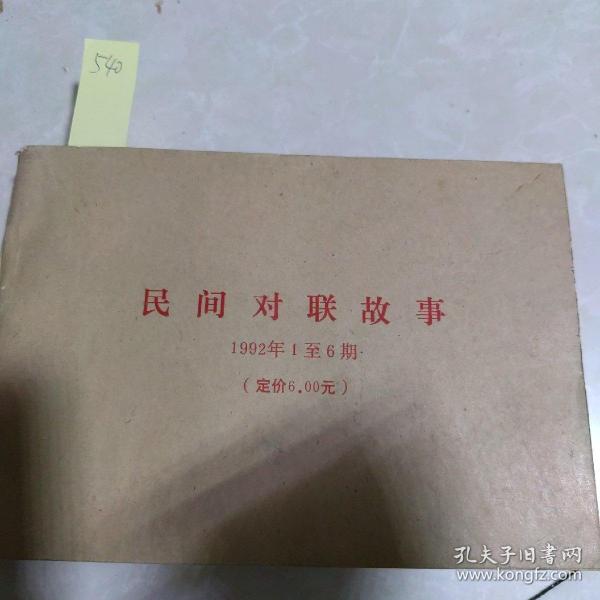 540
民间对联故事
1992年1至6期
（定价6.00元）
孔夫子旧書网
www.kongfz.com